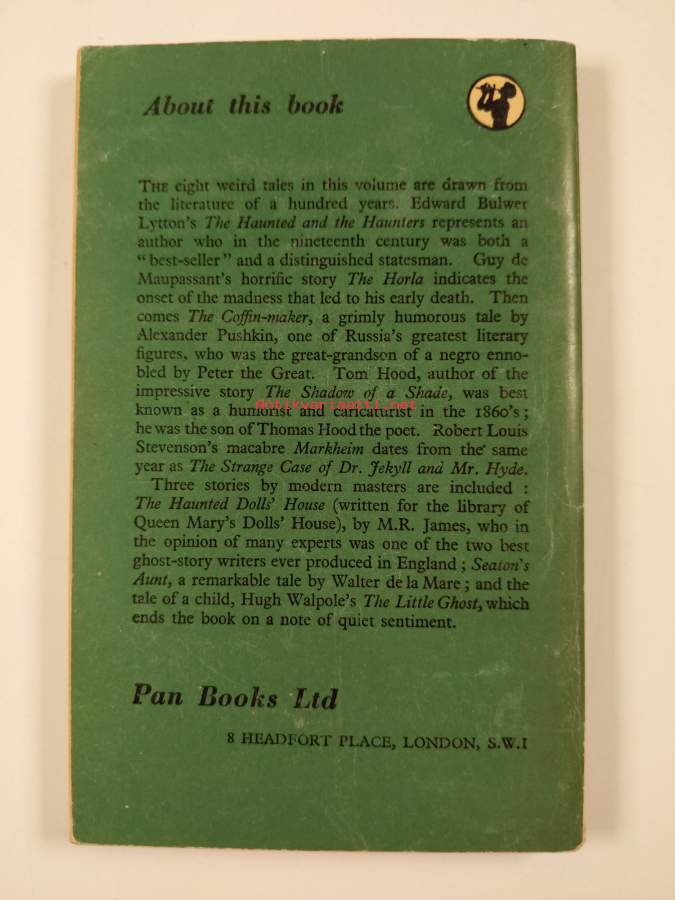 About this book
THE eight weird tales in this volume are drawn from
the literature of a hundred years. Edward Bulwer
Lytton's The Haunted and the Haunters represents an
author who in the nineteenth century was both a
"best-seller" and a distinguished statesman. Guy de
Maupassant's horrific story The Horla indicates the
onset of the madness that led to his early death. Then
comes The Coffin-maker, a grimly humorous tale by
Alexander Pushkin, one of Russia's greatest literary
figures, who was the great-grandson of a negro enno-
bled by Peter the Great. Tom Hood, author of the
impressive story The Shadow of a Shade, was best
antikvariaatti.net
known as a humorist and caricaturist in the 1860's;
he was the son of Thomas Hood the poet. Robert Louis
Stevenson's macabre Markheim dates from the same
year as The Strange Case of Dr. Jekyll and Mr. Hyde.
Three stories by modern masters are included :
The Haunted Dolls' House (written for the library of
Queen Mary's Dolls' House), by M.R. James, who in
the opinion of many experts was one of the two best
ghost-story writers ever produced in England ; Seaton's
Aunt, a remarkable tale by Walter de la Mare ; and the
tale of a child, Hugh Walpole's The Little Ghost, which
ends the book on a note of quiet sentiment.
Pan Books Ltd
8 HEADFORT PLACE, LONDON, S.W.1